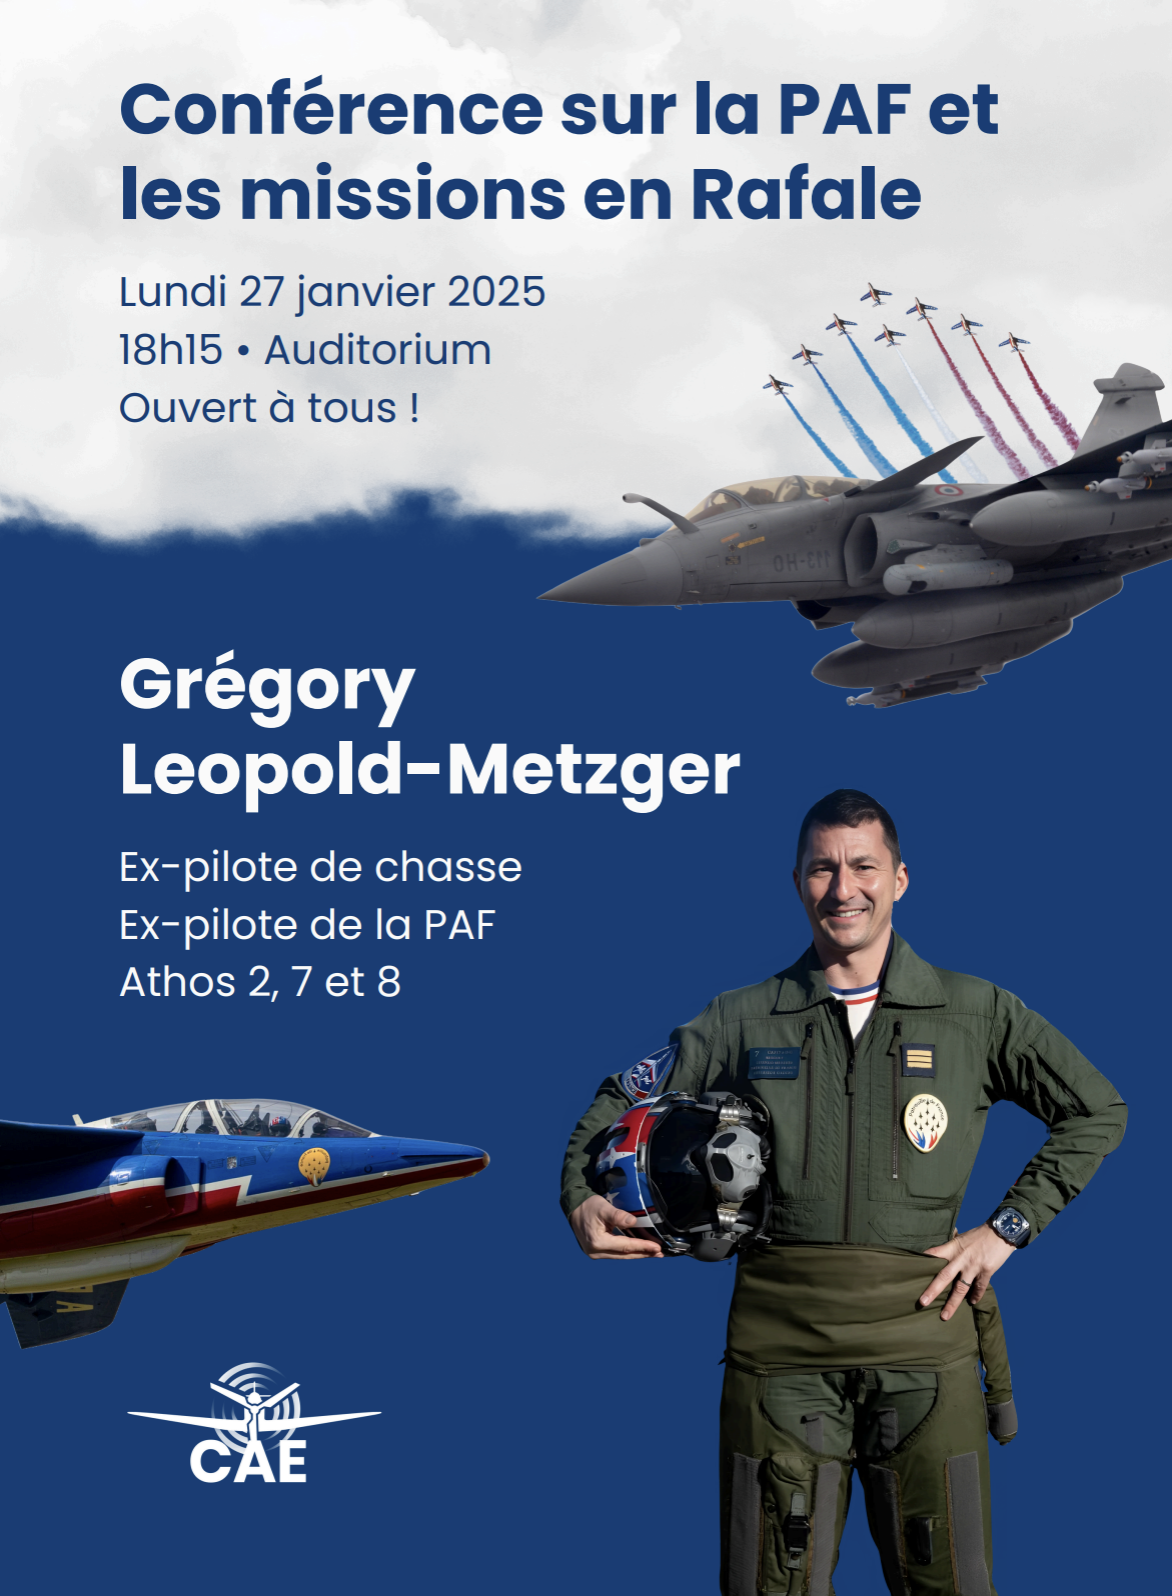 Conférence sur la PAF et
les missions en Rafale
Lundi 27 janvier 2025
18h15 • Auditorium
Ouvert à tous !
Grégory
Leopold-Metzger
Ex-pilote de chasse
Ex-pilote de la PAF
Athos 2, 7 et 8
CAE